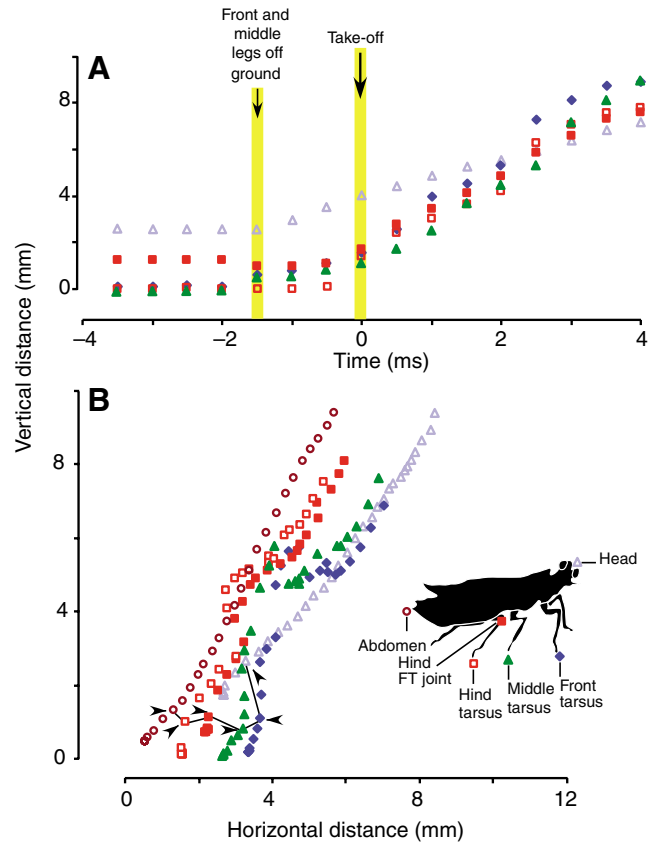 Front and
middle
legs off
ground
Take-off
A
8
4
0
–4
–2
0
2
4
Time (ms)
Vertical distance (mm)
B
8
4
0
Head
Abdomen
Hind
FT joint
Hind
tarsus
Middle
tarsus
Front
tarsus
0
4
8
12
Horizontal distance (mm)